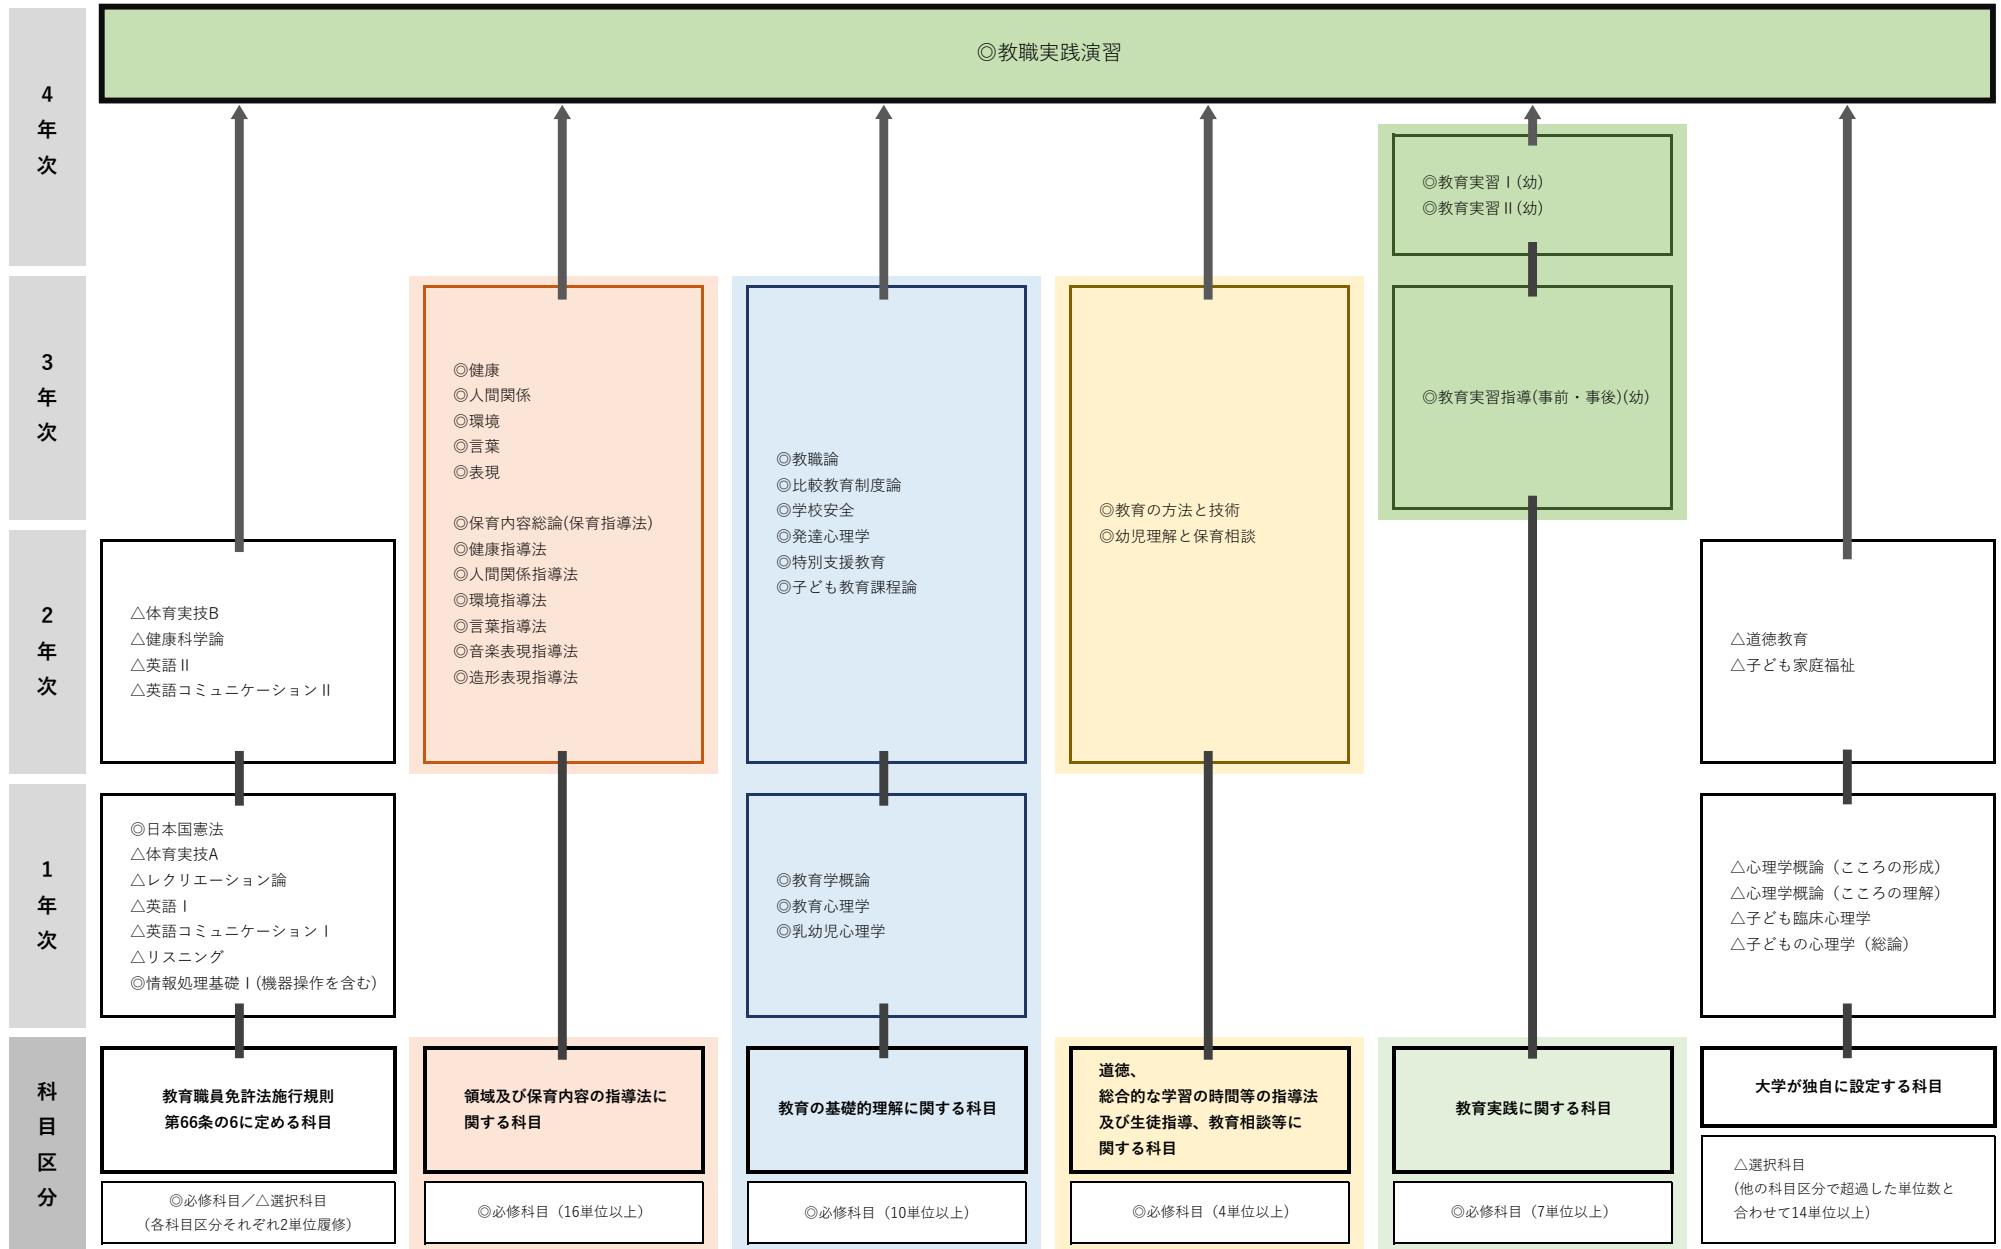 4
年
次
◎教職実践演習
◎教育実習Ⅰ(幼)
◎教育実習Ⅱ(幼)
3
年
次
◎健康
◎人間関係
◎環境
◎言葉
◎表現
◎保育内容総論(保育指導法)
◎健康指導法
◎人間関係指導法
◎環境指導法
◎言葉指導法
◎音楽表現指導法
◎造形表現指導法
◎教職論
◎比較教育制度論
◎学校安全
◎発達心理学
◎特別支援教育
◎子ども教育課程論
◎教育の方法と技術
◎幼児理解と保育相談
◎教育実習指導(事前・事後)(幼)
2
年
次
△体育実技B
△健康科学論
△英語Ⅱ
△英語コミュニケーションⅡ
△道徳教育
△子ども家庭福祉
1
年
次
◎日本国憲法
△体育実技A
△レクリエーション論
△英語Ⅰ
△英語コミュニケーションⅠ
△リスニング
◎情報処理基礎Ⅰ(機器操作を含む)
◎教育学概論
◎教育心理学
◎乳幼児心理学
△心理学概論（こころの形成）
△心理学概論（こころの理解）
△子ども臨床心理学
△子どもの心理学（総論）
科
目
区
分
教育職員免許法施行規則
第66条の6に定める科目
◎必修科目／△選択科目
（各科目区分それぞれ2単位履修）
領域及び保育内容の指導法に
関する科目
◎必修科目（16単位以上）
教育の基礎的理解に関する科目
◎必修科目（10単位以上）
道徳、
総合的な学習の時間等の指導法
及び生徒指導、教育相談等に
関する科目
◎必修科目（4単位以上）
教育実践に関する科目
◎必修科目（7単位以上）
大学が独自に設定する科目
△選択科目
(他の科目区分で超過した単位数と
合わせて14単位以上)